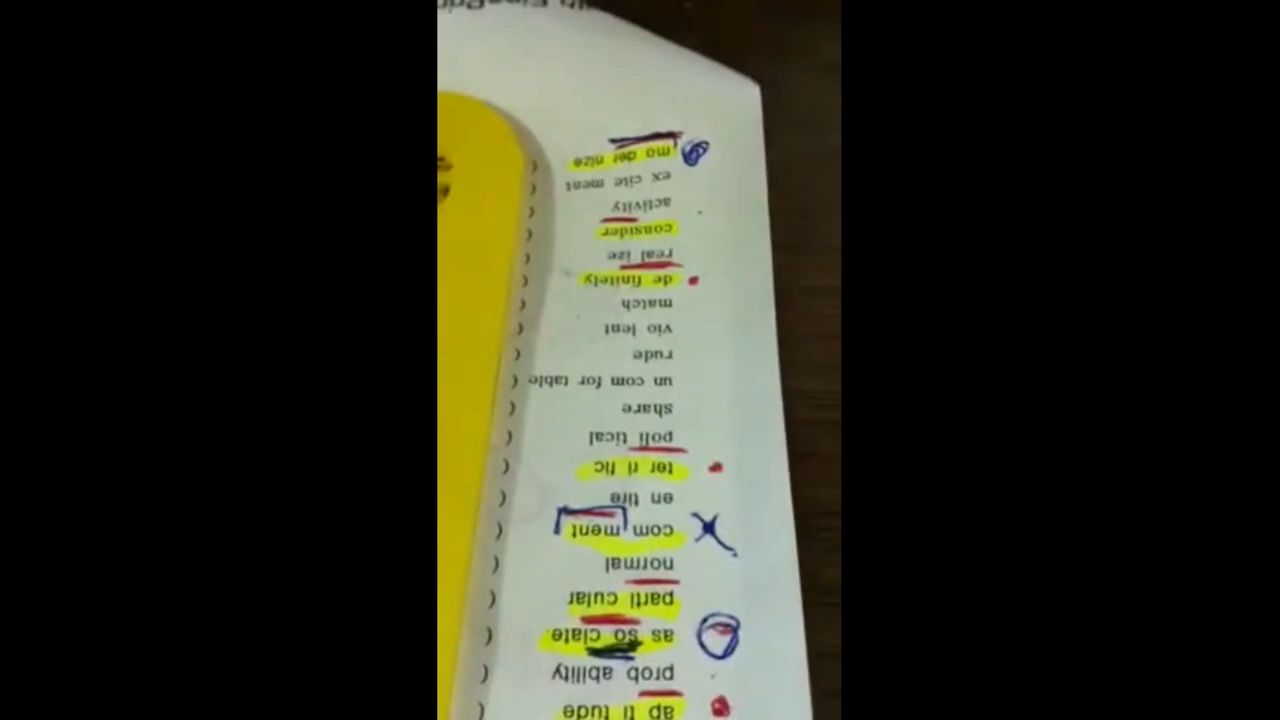 ap ti tude (
prob ability (
as so ciate (
parti cular (
normal (
com ment (
en tire (
ter ri fic (
poli tical (
share (
un com for table (
rude (
vio lent (
match (
de finitely (
real ize (
consider (
activity (
ex cite ment (
mo der nize (